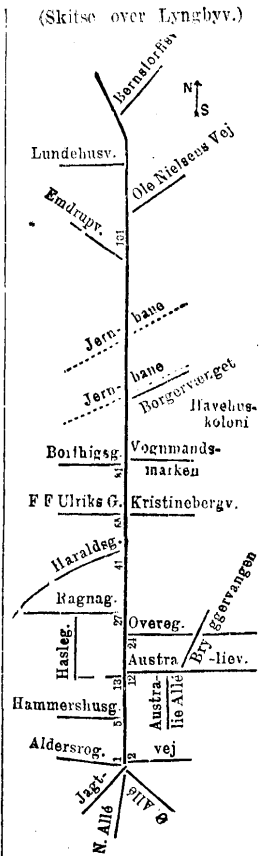 (Skitse over Lyngbyv.)
Bernstorffsv
N
S
Lundehusv.
Ole Nielsens Vej
Emdrupv.
101
Jern- bane
Jern- bane
Borgervænget
Havehus-
koloni
Borthigsg.
Vognmands-
marken
F F Ulriks G.
Kristinebergv.
Haraldsg.
41
Ragnag.
27
Overeg.
24
Bryggervangen
Hasleg.
Austra -liev.
13
12
Austra-
lie Allé
Hammershusg
5
Aldersrog.
1
2
vej
Jagt-
N. Allé
Ø Allé